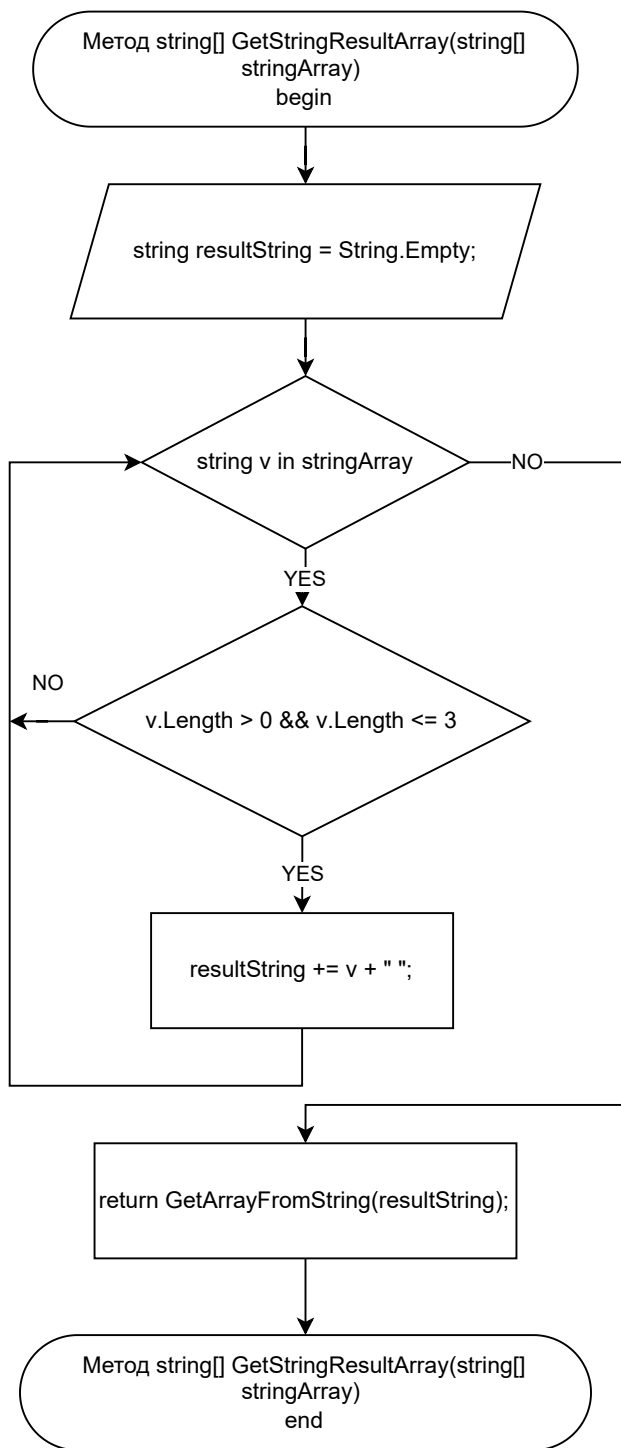 Метод string[] GetStringResultArray(string[]
stringArray)
begin
string resultString = String.Empty;
string v in stringArray
NO
YES
NO
v.Length > 0 && v.Length <= 3
YES
resultString += v + " ";
return GetArrayFromString(resultString);
Метод string[] GetStringResultArray(string[]
stringArray)
end